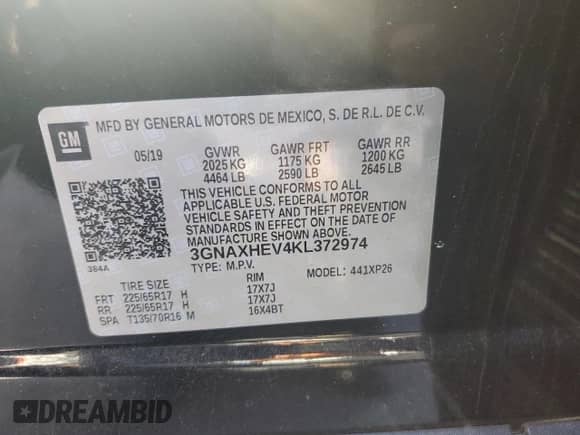 GM
MFD BY GENERAL MOTORS DE MEXICO, S. DE R.L. DE C.V.
05/19 GVWR GAWR FRT GAWR RR
2025 KG 1175 KG 1200 KG
4464 LB 2590 LB 2645 LB
THIS VEHICLE CONFORMS TO ALL
APPLICABLE U.S. FEDERAL MOTOR
VEHICLE SAFETY AND THEFT PREVENTION
STANDARDS IN EFFECT ON THE DATE OF
MANUFACTURE SHOWN ABOVE.
384A 3GNAXHEV4KL372974
TYPE: M.P.V. MODEL: 441XP26
TIRE SIZE RIM
FRT 225/65R17 H 17X7J
RR 225/65R17 H 17X7J
SPA T135/70R16 M 16X4BT
DREAMBID